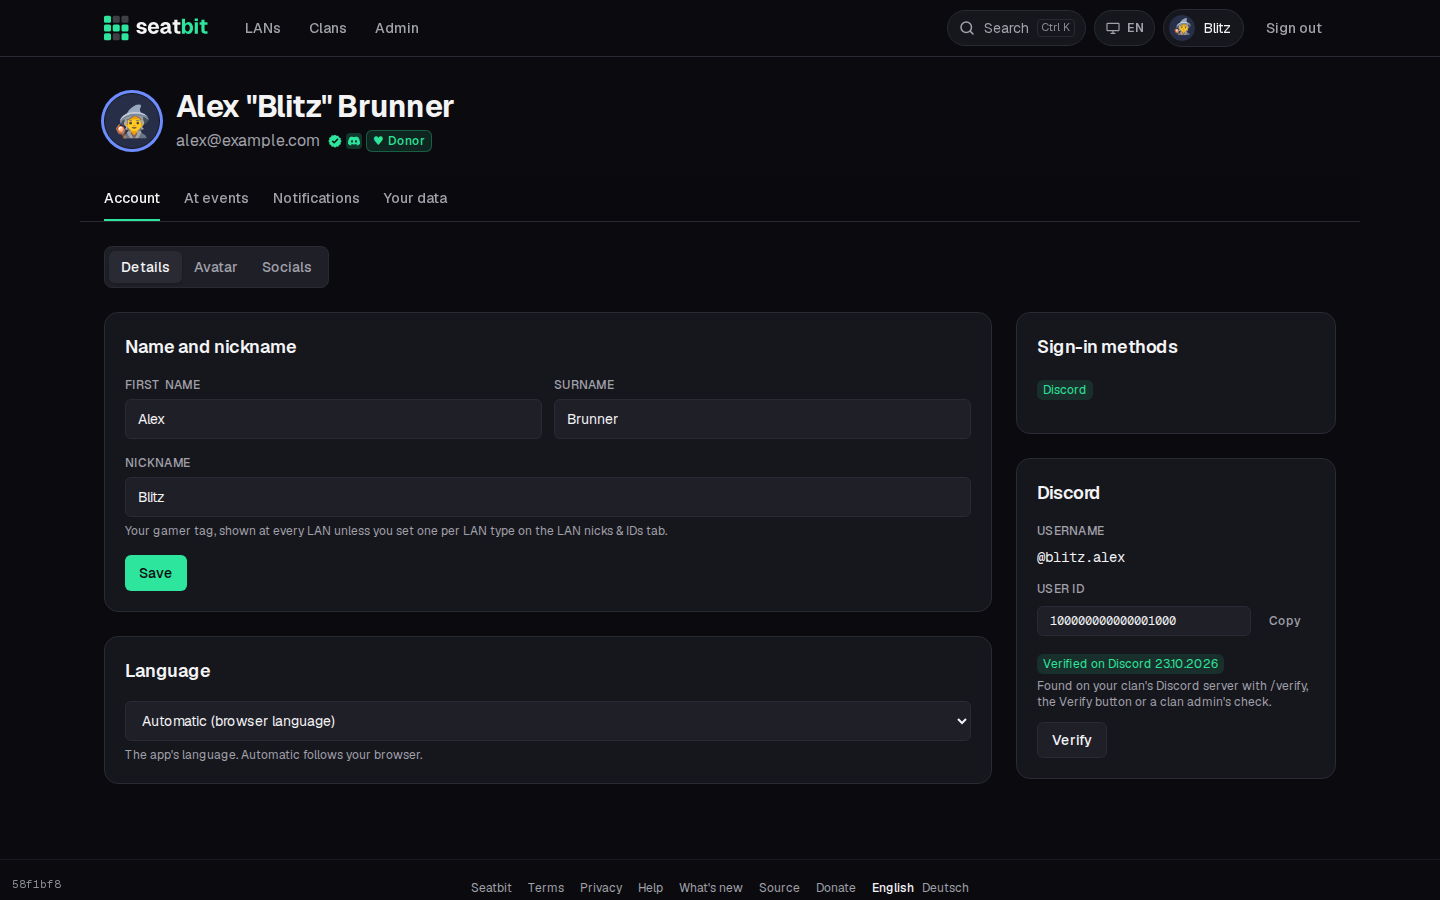 seatbit LANs Clans Admin Search Ctrl K EN Blitz Sign out
Alex "Blitz" Brunner
alex@example.com Donor
Account At events Notifications Your data
Details Avatar Socials
Name and nickname
FIRST NAME SURNAME
Alex Brunner
NICKNAME
Blitz
Your gamer tag, shown at every LAN unless you set one per LAN type on the LAN nicks & IDs tab.
Save
Language
Automatic (browser language)
The app's language. Automatic follows your browser.
Sign-in methods
Discord
Discord
USERNAME
@blitz.alex
USER ID
100000000000001000 Copy
Verified on Discord 23.10.2026
Found on your clan's Discord server with /verify,
the Verify button or a clan admin's check.
Verify
58f1bf8
Seatbit Terms Privacy Help What's new Source Donate English Deutsch